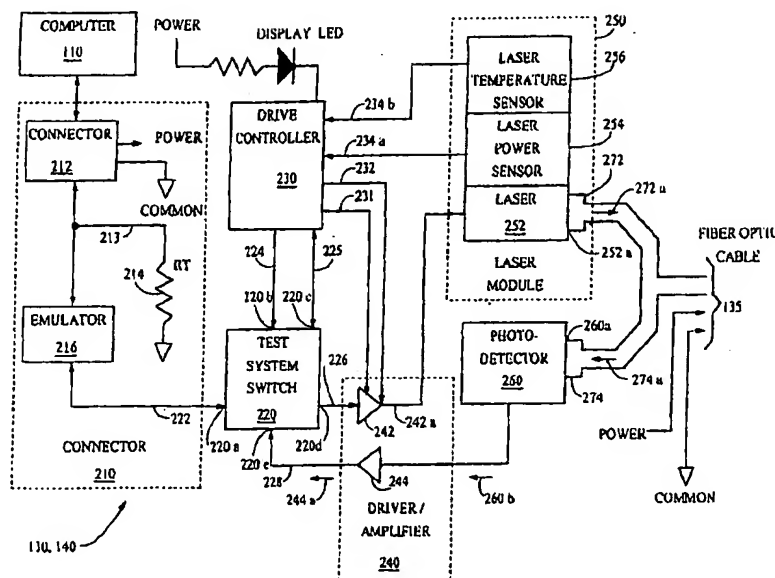 COMPUTER
110
POWER
DISPLAY LED
250
LASER
TEMPERATURE
SENSOR
256
234 b
CONNECTOR
212
POWER
COMMON
DRIVE
CONTROLLER
230
234 a
232
231
LASER
POWER
SENSOR
254
272
272 a
LASER
252
252 a
LASER
MODULE
FIBER OPTIC
CABLE
135
213
RT
214
224
225
220 b
220 c
EMULATOR
216
TEST
SYSTEM
SWITCH
220
226
PHOTO-
DETECTOR
260
260a
274 a
274
222
220 a
220 e
220d
242
242 a
CONNECTOR
210
228
244
244 a
260 b
POWER
COMMON
DRIVER /
AMPLIFIER
240
130, 140